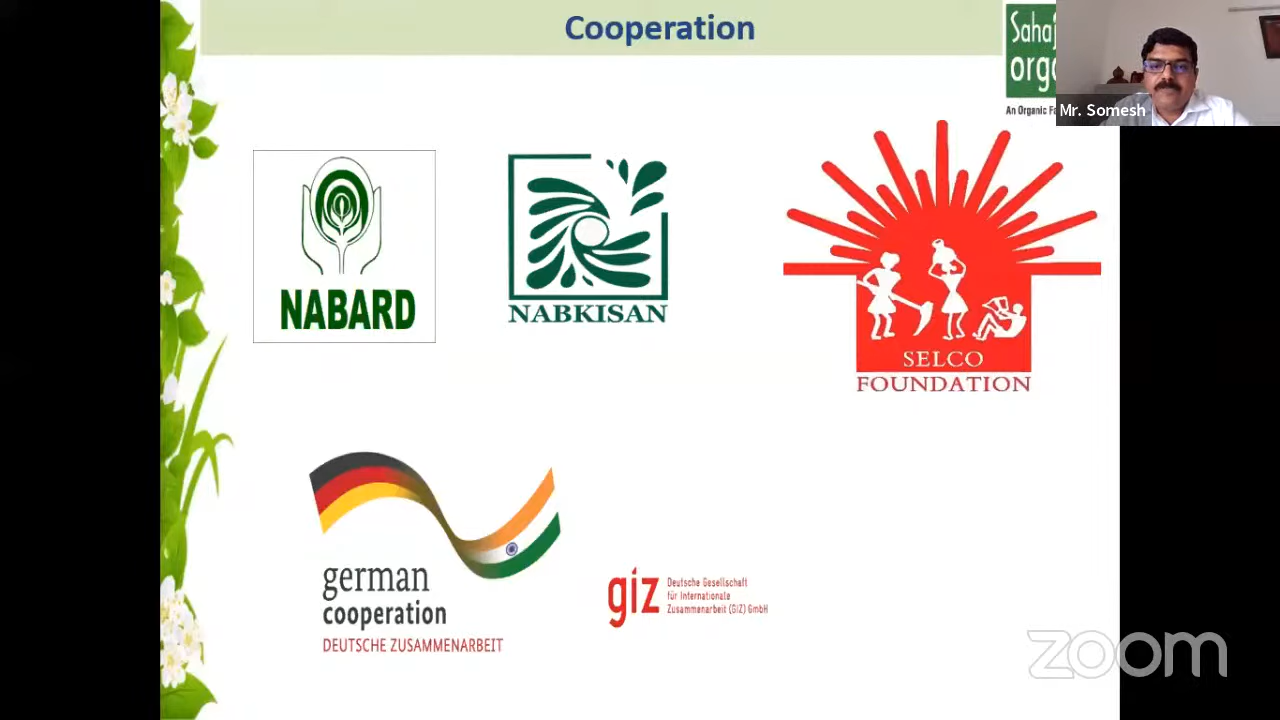 Cooperation
Sahaj
orga
An Organic Fa
Mr. Somesh
NABARD
NABKISAN
SELCO
FOUNDATION
german
cooperation
DEUTSCHE ZUSAMMENARBEIT
giz
Deutsche Gesellschaft
für Internationale
Zusammenarbeit (GIZ) GmbH
zoom